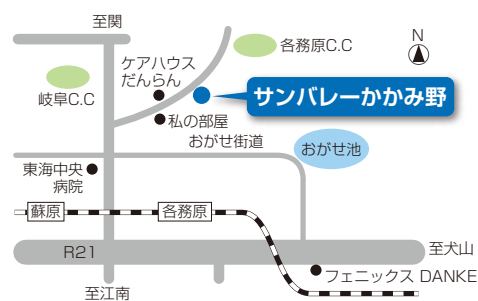 至関
N
各務原C.C
ケアハウス
だんらん
岐阜C.C
サンバレーかかみ野
私の部屋
おがせ街道
おがせ池
東海中央
病院
蘇原
各務原
R21
至犬山
フェニックス DANKE
至江南